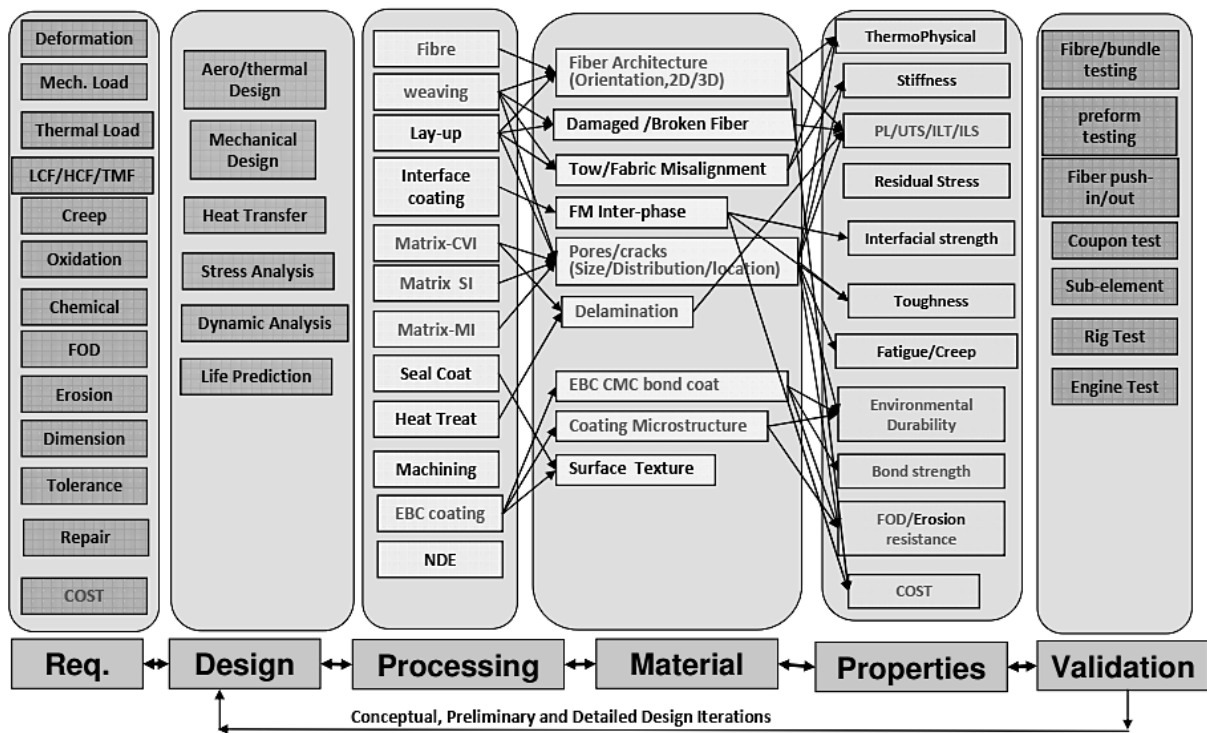 Deformation
Mech. Load
Thermal Load
LCF/HCF/TMF
Creep
Oxidation
Chemical
FOD
Erosion
Dimension
Tolerance
Repair
COST
Aero/thermal
Design
Mechanical
Design
Heat Transfer
Stress Analysis
Dynamic Analysis
Life Prediction
Fibre
weaving
Lay-up
Interface
coating
Matrix-CVI
Matrix SI
Matrix-MI
Seal Coat
Heat Treat
Machining
EBC coating
NDE
Fiber Architecture
(Orientation,2D/3D)
Damaged /Broken Fiber
Tow/Fabric Misalignment
FM Inter-phase
Pores/cracks
(Size/Distribution/location)
Delamination
EBC CMC bond coat
Coating Microstructure
Surface Texture
ThermoPhysical
Stiffness
PL/UTS/ILT/ILS
Residual Stress
Interfacial strength
Toughness
Fatigue/Creep
Environmental
Durability
Bond strength
FOD/Erosion
resistance
COST
Fibre/bundle
testing
preform
testing
Fiber push-
in/out
Coupon test
Sub-element
Rig Test
Engine Test
Req.
Design
Processing
Material
Properties
Validation
Conceptual, Preliminary and Detailed Design Iterations